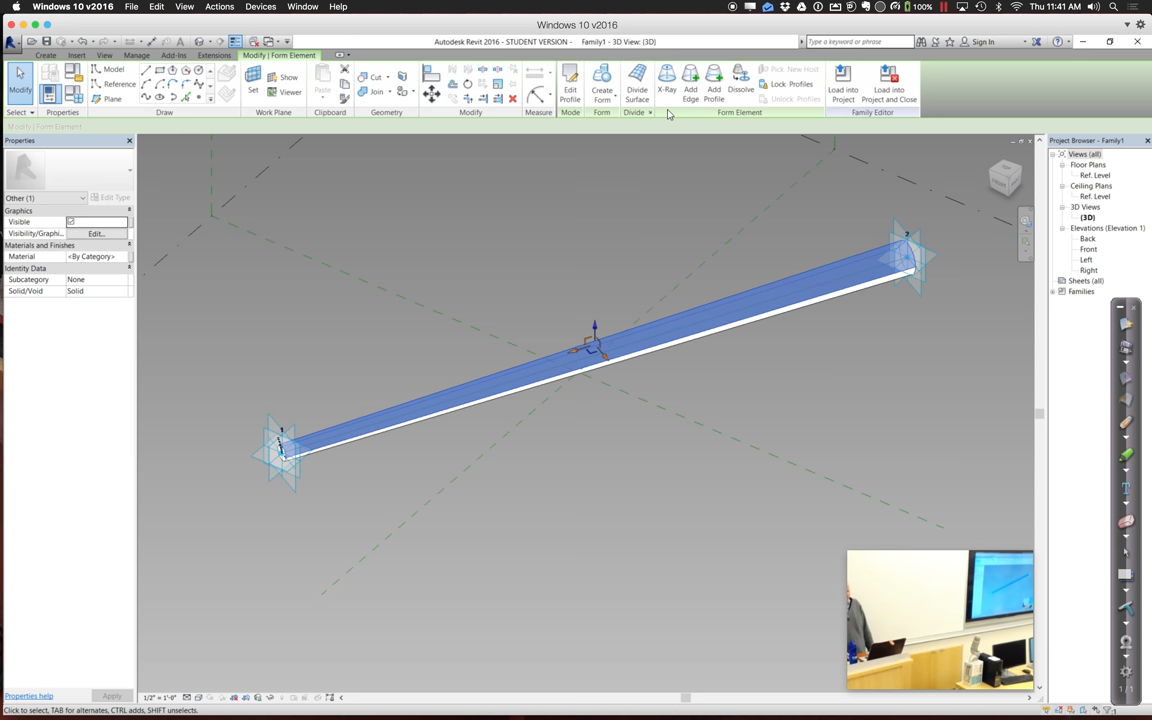 Windows 10 v2016 File Edit View Actions Devices Window Help 100% Thu 11:41 AM
Windows 10 v2016
Autodesk Revit 2016 - STUDENT VERSION - Family1 - 3D View: {3D} Type a keyword or phrase Sign In
Create Insert View Manage Add-Ins Extensions Modify | Form Element
Modify
Model
Reference
Plane
Set
Show
Viewer
Paste
Cut
Join
Edit Profile
Create Form
Divide Surface
X-Ray
Add Edge
Add Profile
Dissolve
Pick New Host
Lock Profiles
Unlock Profiles
Load into Project
Load into Project and Close
Select Properties Draw Work Plane Clipboard Geometry Modify Measure Mode Form Divide Form Element Family Editor
Modify | Form Element
Properties
Other (1) Edit Type
Graphics
Visible
Visibility/Graphi... Edit...
Materials and Finishes
Material <By Category>
Identity Data
Subcategory None
Solid/Void Solid
Properties help Apply
2
1
FRONT
Project Browser - Family1
Views (all)
Floor Plans
Ref. Level
Ceiling Plans
Ref. Level
3D Views
{3D}
Elevations (Elevation 1)
Back
Front
Left
Right
Sheets (all)
Families
1/1
1/2" = 1'-0"
Click to select, TAB for alternates, CTRL adds, SHIFT unselects.